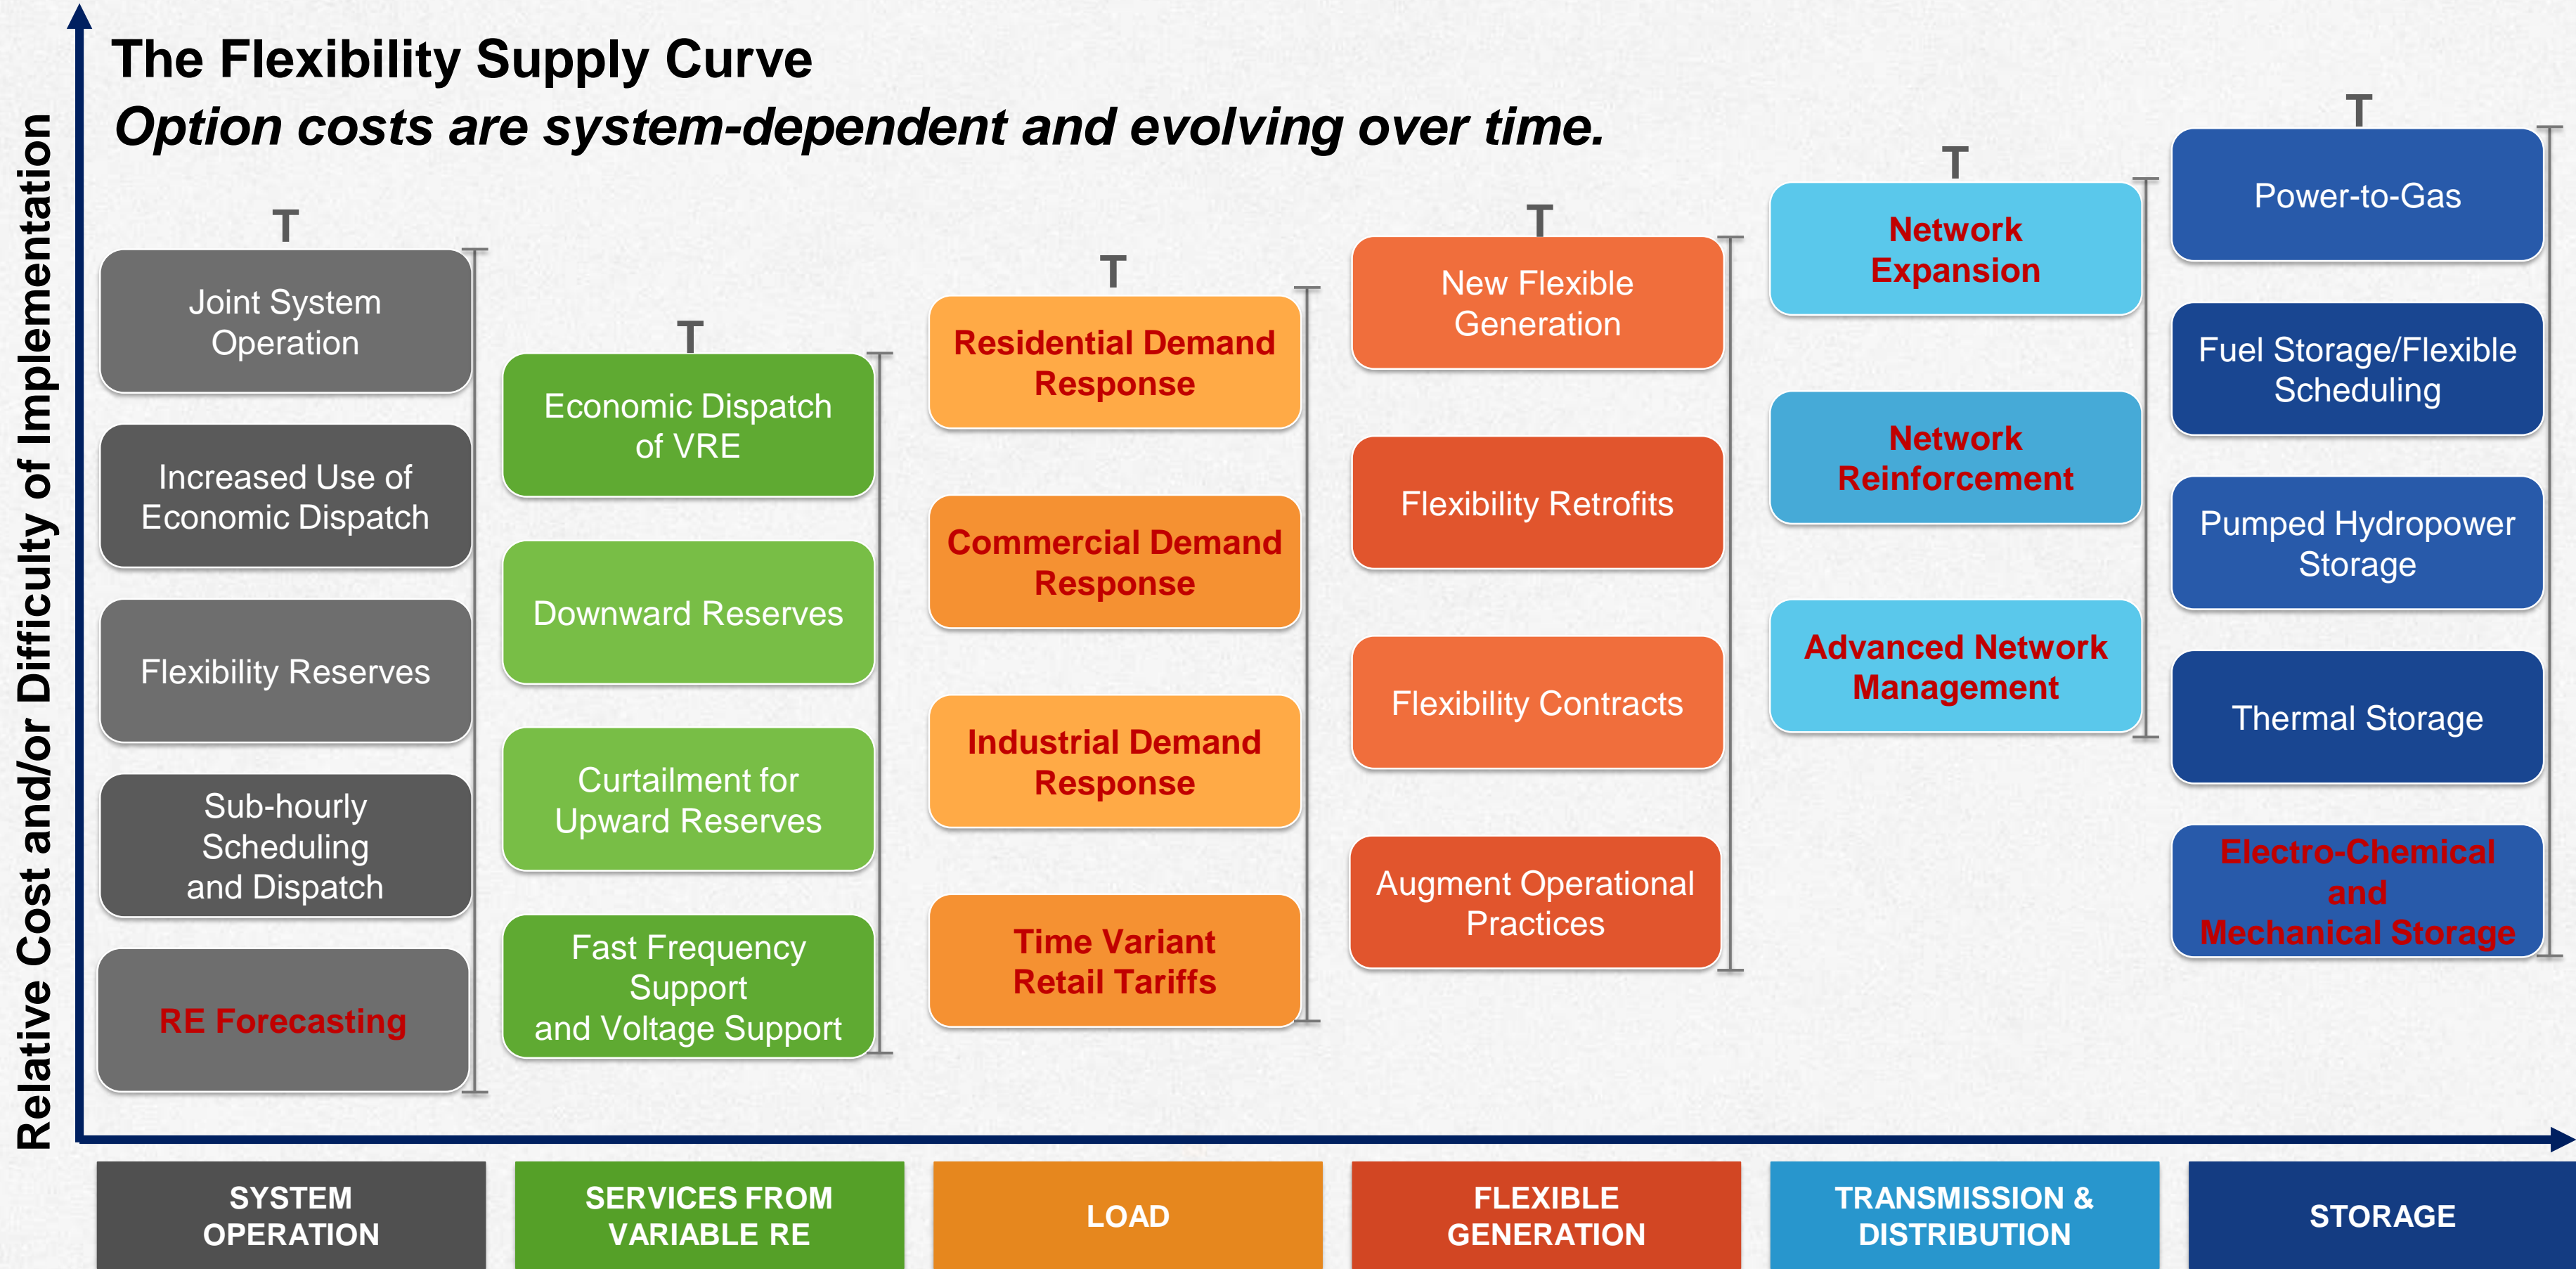 The Flexibility Supply Curve
Option costs are system-dependent and evolving over time.
Relative Cost and/or Difficulty of Implementation
T
Joint System
Operation
Increased Use of
Economic Dispatch
Flexibility Reserves
Sub-hourly
Scheduling
and Dispatch
RE Forecasting
SYSTEM
OPERATION
T
Economic Dispatch
of VRE
Downward Reserves
Curtailment for
Upward Reserves
Fast Frequency
Support
and Voltage Support
SERVICES FROM
VARIABLE RE
T
Residential Demand
Response
Commercial Demand
Response
Industrial Demand
Response
Time Variant
Retail Tariffs
LOAD
T
New Flexible
Generation
Flexibility Retrofits
Flexibility Contracts
Augment Operational
Practices
FLEXIBLE
GENERATION
T
Network
Expansion
Network
Reinforcement
Advanced Network
Management
TRANSMISSION &
DISTRIBUTION
T
Power-to-Gas
Fuel Storage/Flexible
Scheduling
Pumped Hydropower
Storage
Thermal Storage
Electro-Chemical
and
Mechanical Storage
STORAGE